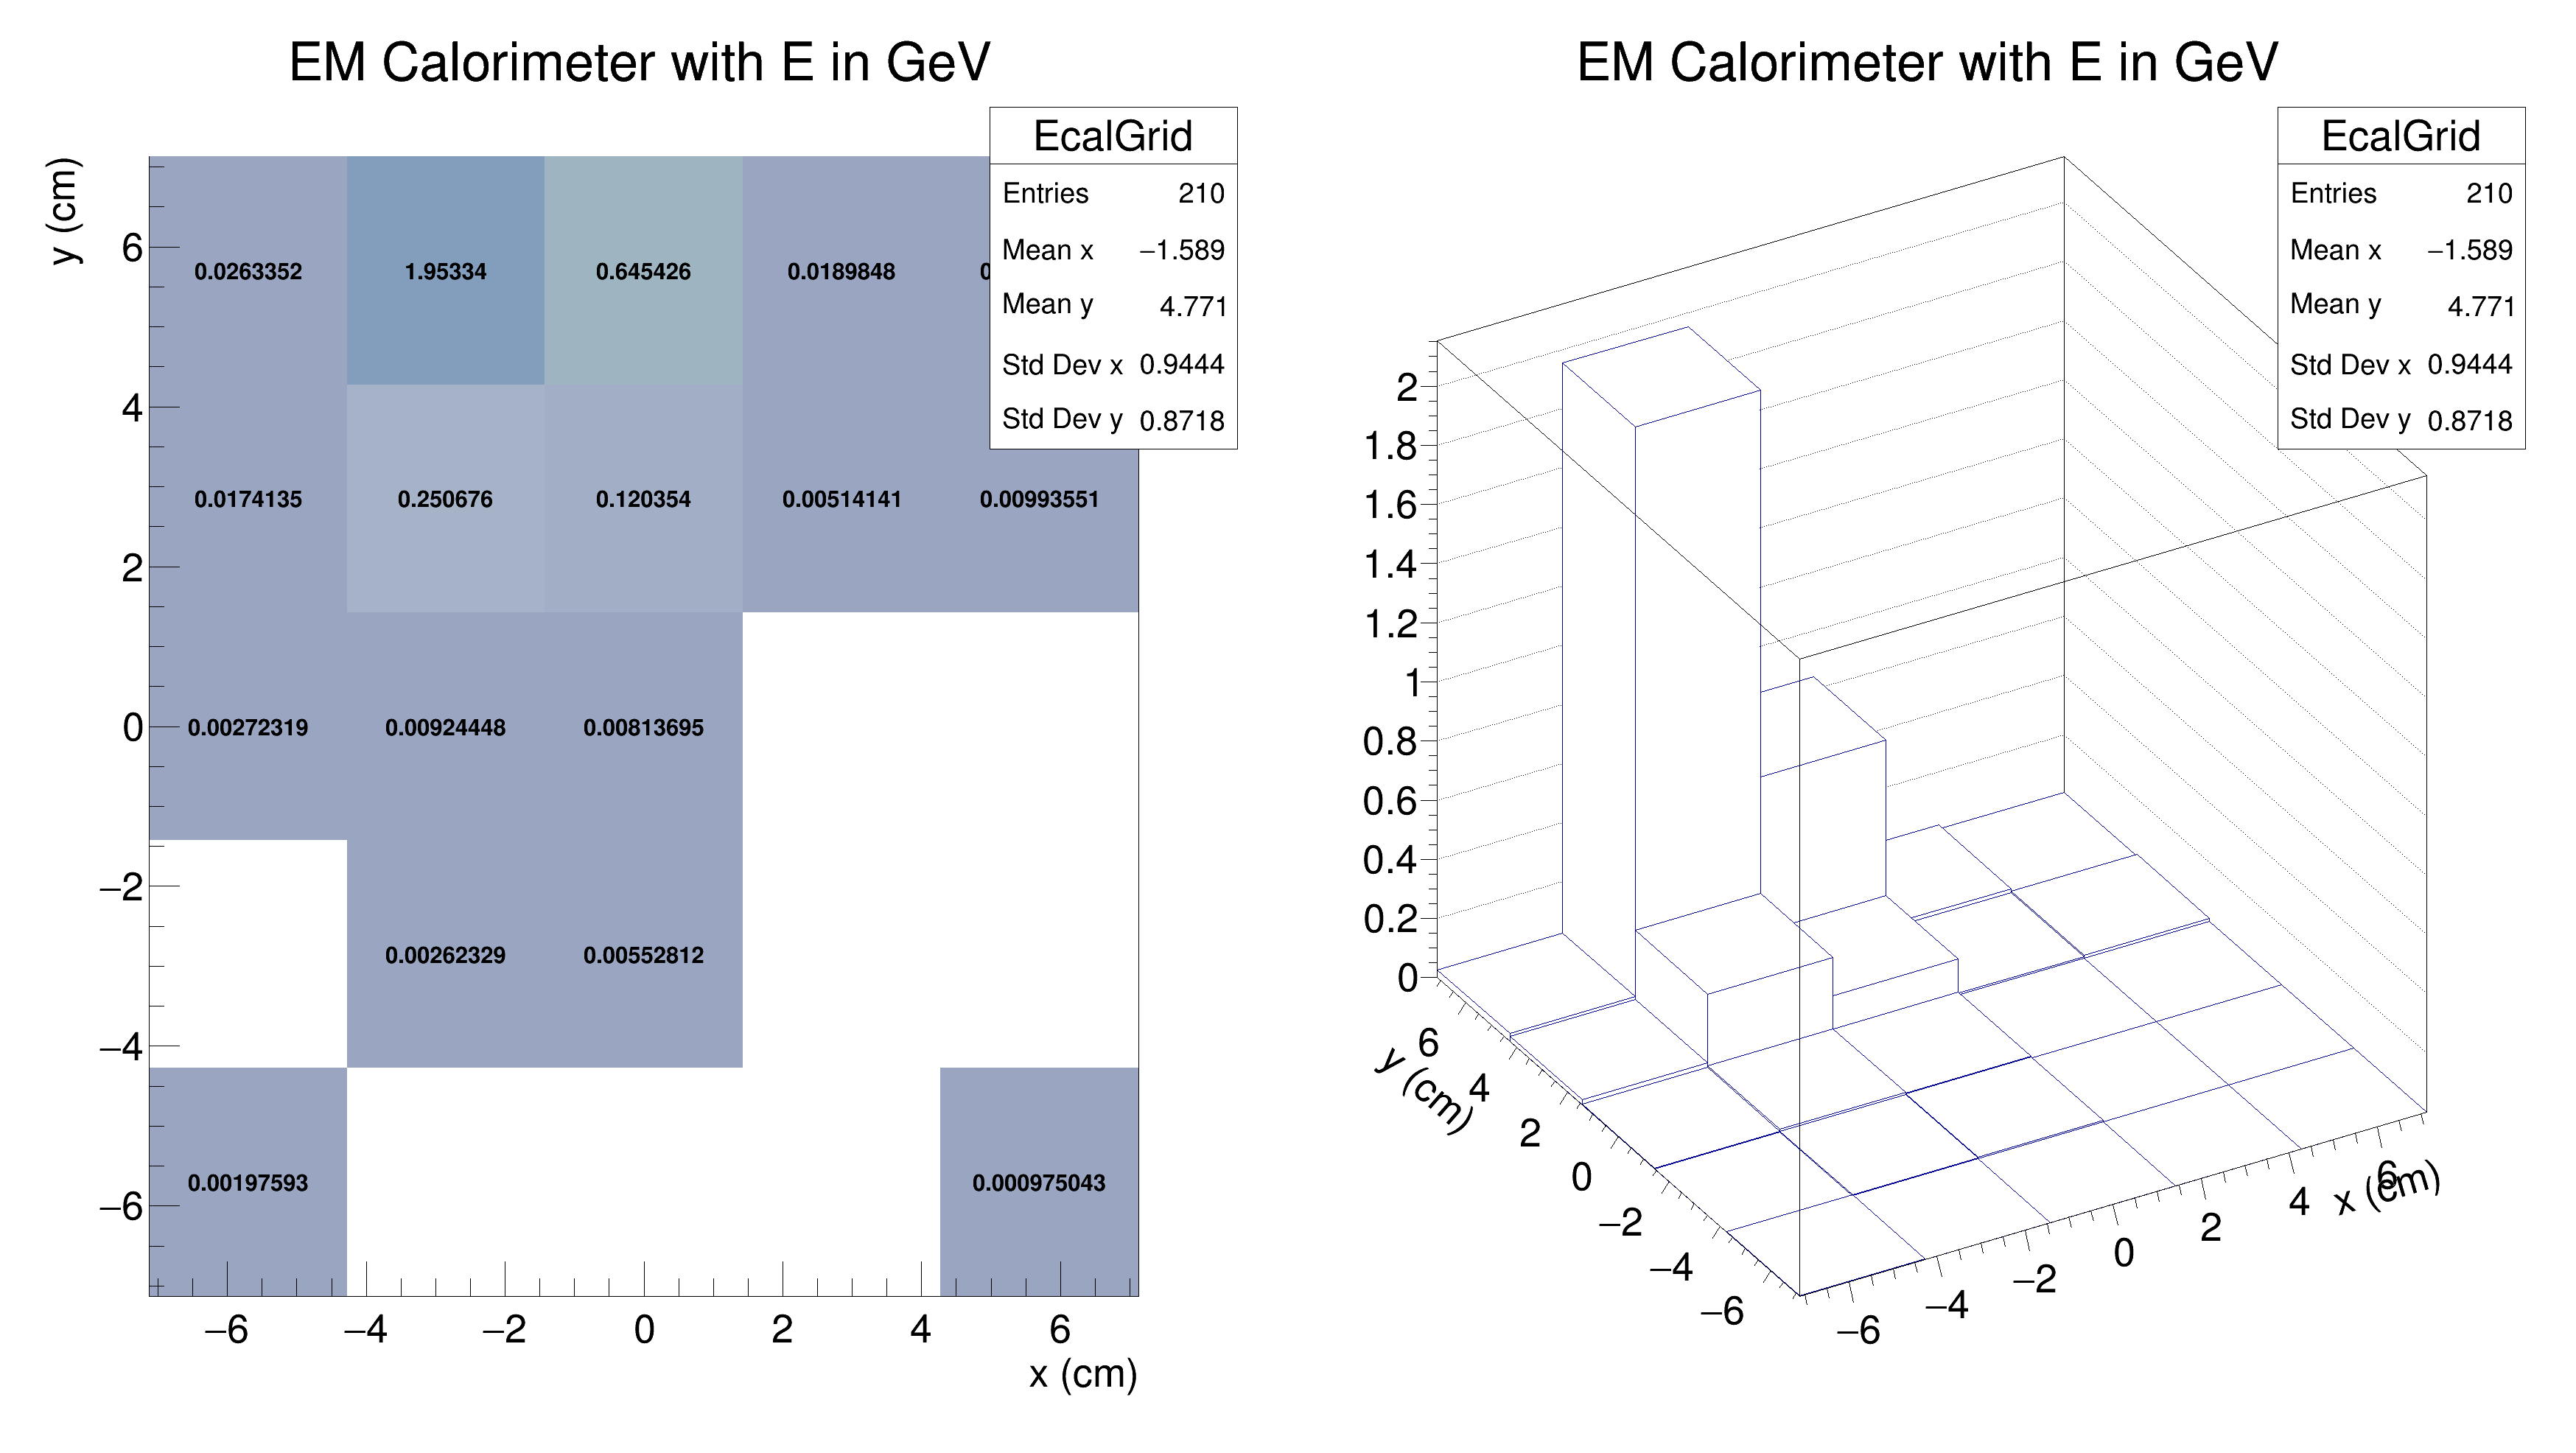 EM Calorimeter with E in GeV
EcalGrid
Entries 210
Mean x −1.589
Mean y 4.771
Std Dev x 0.9444
Std Dev y 0.8718
y (cm)
6
4
2
0
−2
−4
−6
0.0263352 1.95334 0.645426 0.0189848
0.0174135 0.250676 0.120354 0.00514141 0.00993551
0.00272319 0.00924448 0.00813695
0.00262329 0.00552812
0.00197593 0.000975043
−6 −4 −2 0 2 4 6
x (cm)
EM Calorimeter with E in GeV
EcalGrid
Entries 210
Mean x −1.589
Mean y 4.771
Std Dev x 0.9444
Std Dev y 0.8718
2
1.8
1.6
1.4
1.2
1
0.8
0.6
0.4
0.2
0
6
4
2
0
−2
−4
−6
y (cm)
−6 −4 −2 0 2 4 6
x (cm)